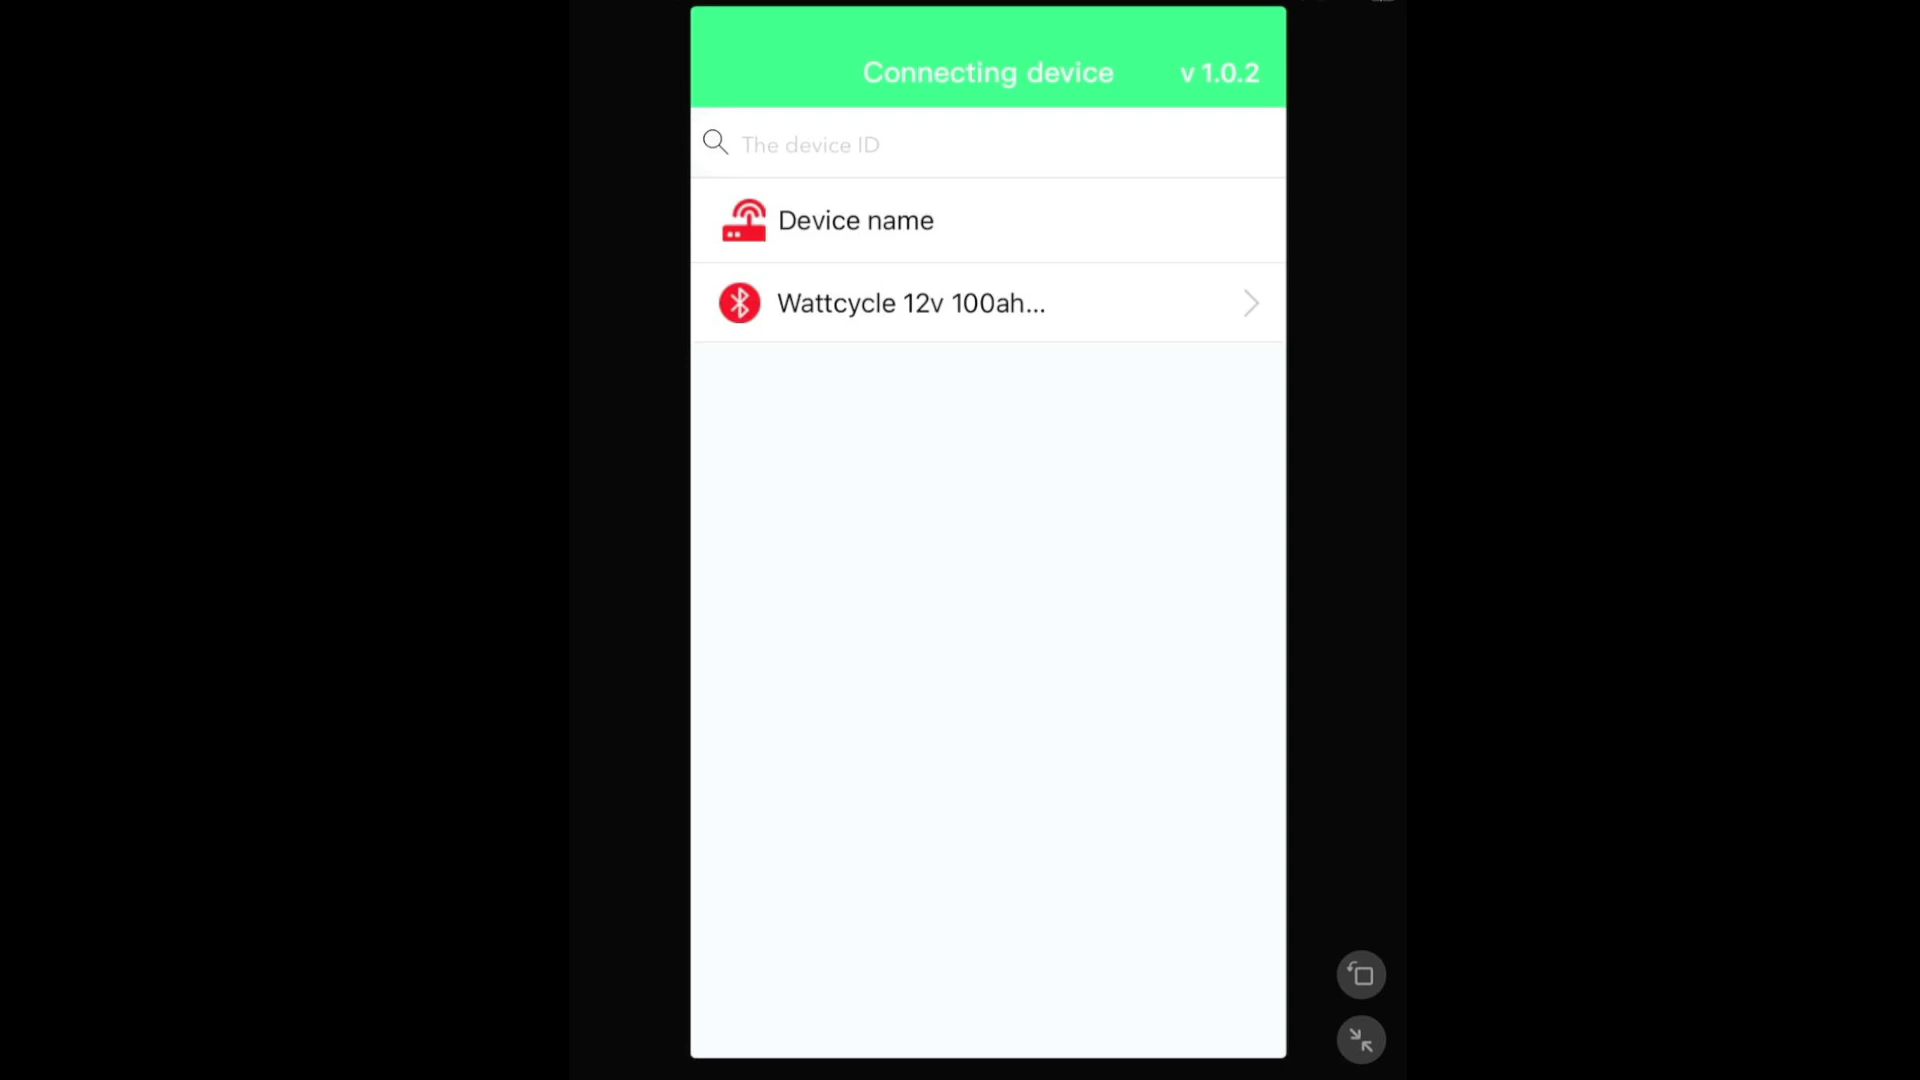 Connecting device
v 1.0.2
The device ID
Device name
Wattcycle 12v 100ah...